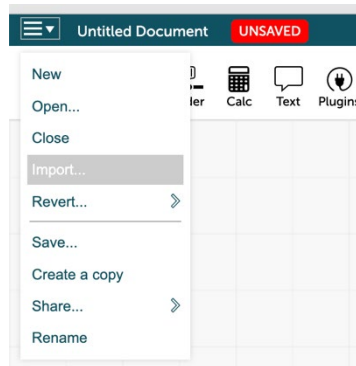 Untitled Document UNSAVED
New
Open...
Close
Import...
Revert...
Save...
Create a copy
Share...
Rename
Calc Text Plugins